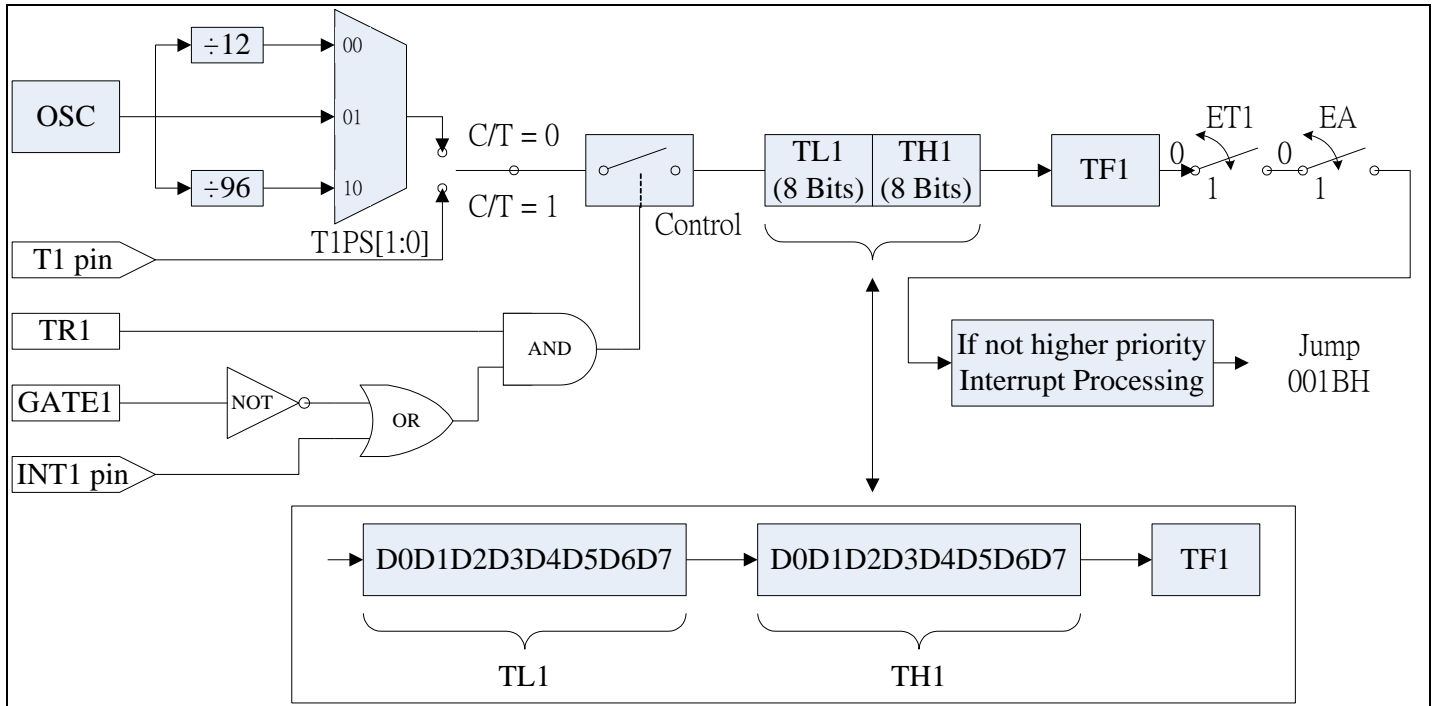 ÷12
00
OSC
01
÷96
10
T1PS[1:0]
C/T = 0
C/T = 1
Control
TL1
(8 Bits)
TH1
(8 Bits)
TF1
ET1
0
1
EA
0
1
T1 pin
TR1
AND
GATE1
NOT
OR
INT1 pin
If not higher priority
Interrupt Processing
Jump
001BH
D0D1D2D3D4D5D6D7
D0D1D2D3D4D5D6D7
TF1
TL1
TH1